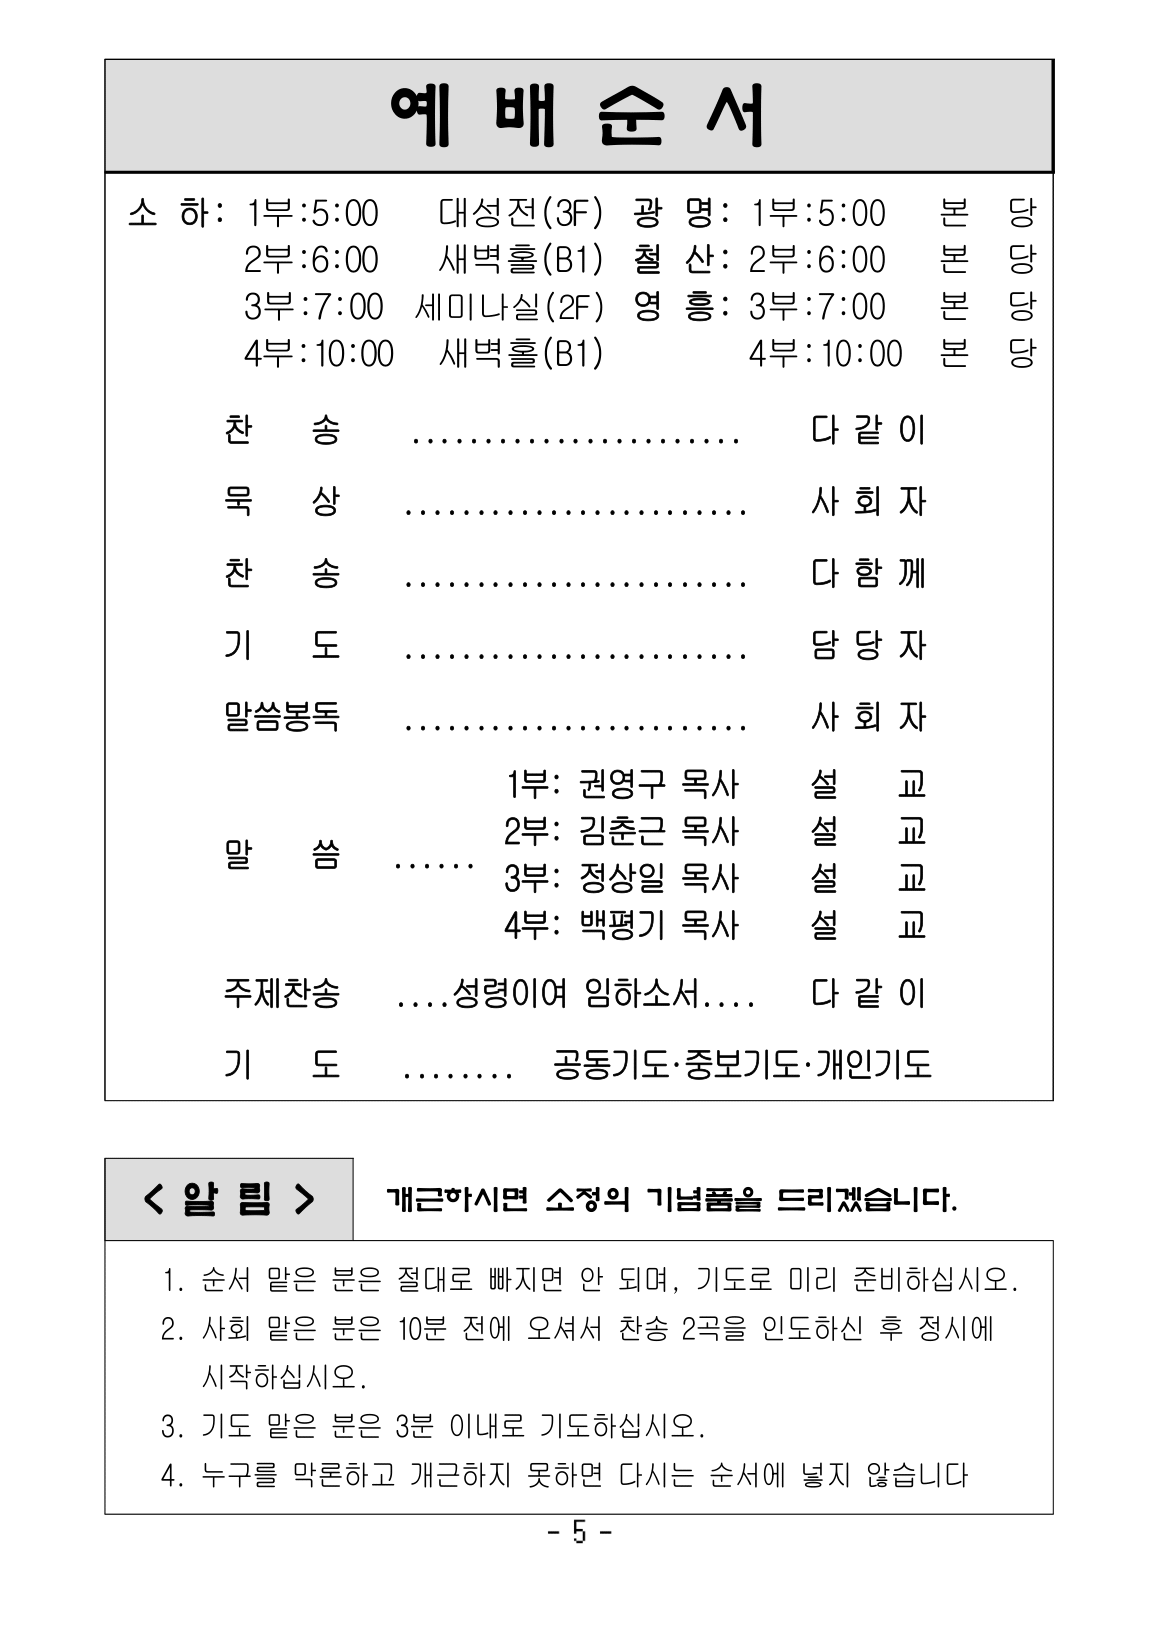 예 배 순 서
소 하: 1부:5:00 대성전(3F) 광 명: 1부:5:00 본 당
2부:6:00 새벽홀(B1) 철 산: 2부:6:00 본 당
3부:7:00 세미나실(2F) 영 흥: 3부:7:00 본 당
4부:10:00 새벽홀(B1) 4부:10:00 본 당
찬 송 ....................... 다 같 이
묵 상 ........................ 사 회 자
찬 송 ........................ 다 함 께
기 도 ........................ 담 당 자
말씀봉독 ........................ 사 회 자
1부: 권영구 목사 설 교
2부: 김춘근 목사 설 교
말 씀 ......
3부: 정상일 목사 설 교
4부: 백평기 목사 설 교
주제찬송 ....성령이여 임하소서.... 다 같 이
기 도 ........ 공동기도·중보기도·개인기도
< 알 림 > 개근하시면 소정의 기념품을 드리겠습니다.
1. 순서 맡은 분은 절대로 빠지면 안 되며, 기도로 미리 준비하십시오.
2. 사회 맡은 분은 10분 전에 오셔서 찬송 2곡을 인도하신 후 정시에
시작하십시오.
3. 기도 맡은 분은 3분 이내로 기도하십시오.
4. 누구를 막론하고 개근하지 못하면 다시는 순서에 넣지 않습니다
- 5 -